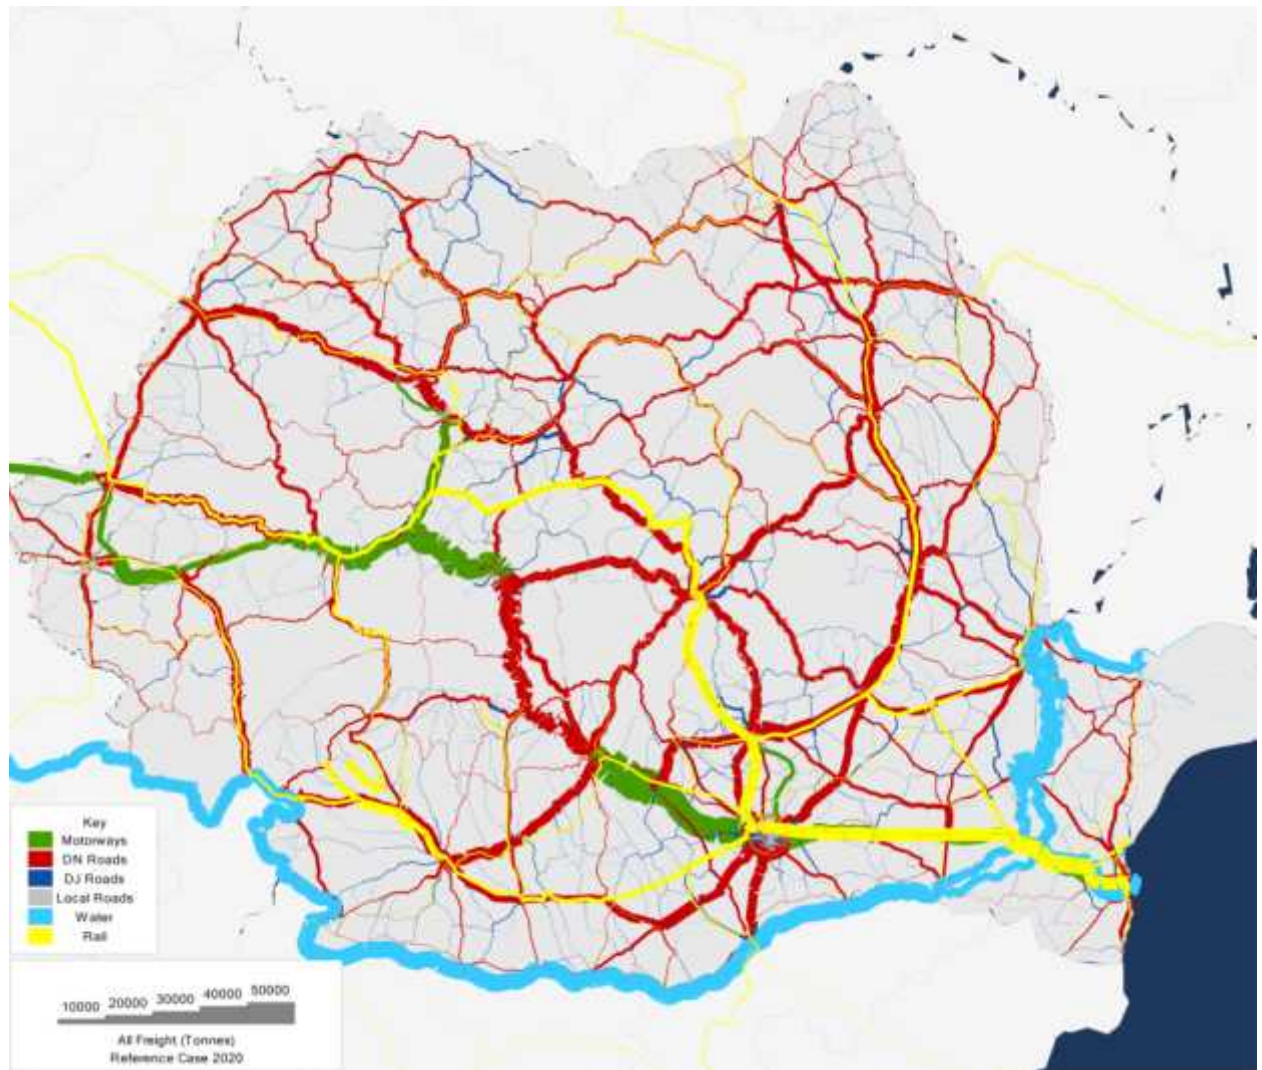 Key
Motorways
DN Roads
DJ Roads
Local Roads
Water
Rail
10000 20000 30000 40000 50000
All Freight (Tonnex)
Reference Case 2020